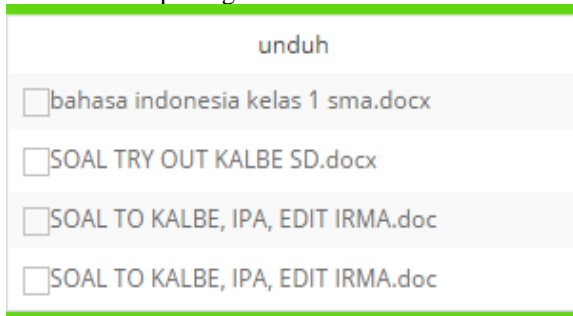 unduh
bahasa indonesia kelas 1 sma.docx
SOAL TRY OUT KALBE SD.docx
SOAL TO KALBE, IPA, EDIT IRMA.doc
SOAL TO KALBE, IPA, EDIT IRMA.doc